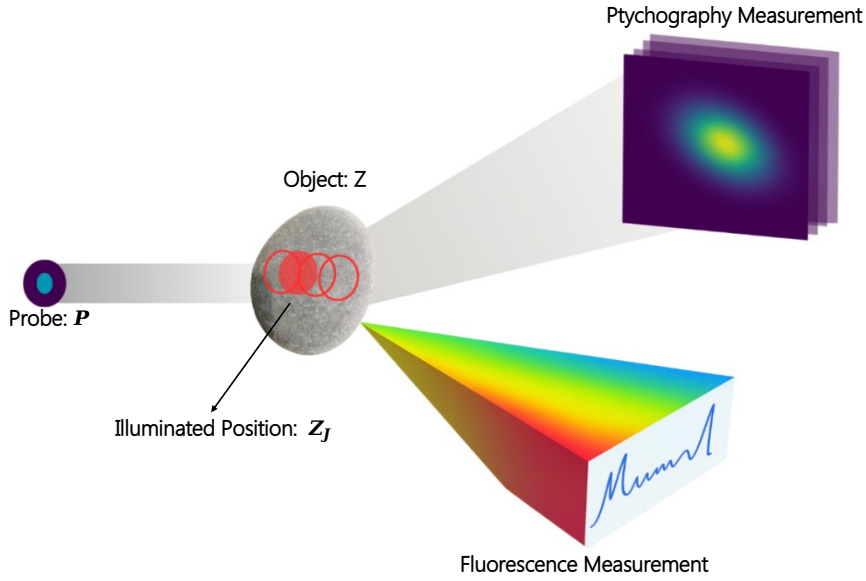 Ptychography Measurement
Object: Z
Probe: P
Illuminated Position: Z_J
Fluorescence Measurement